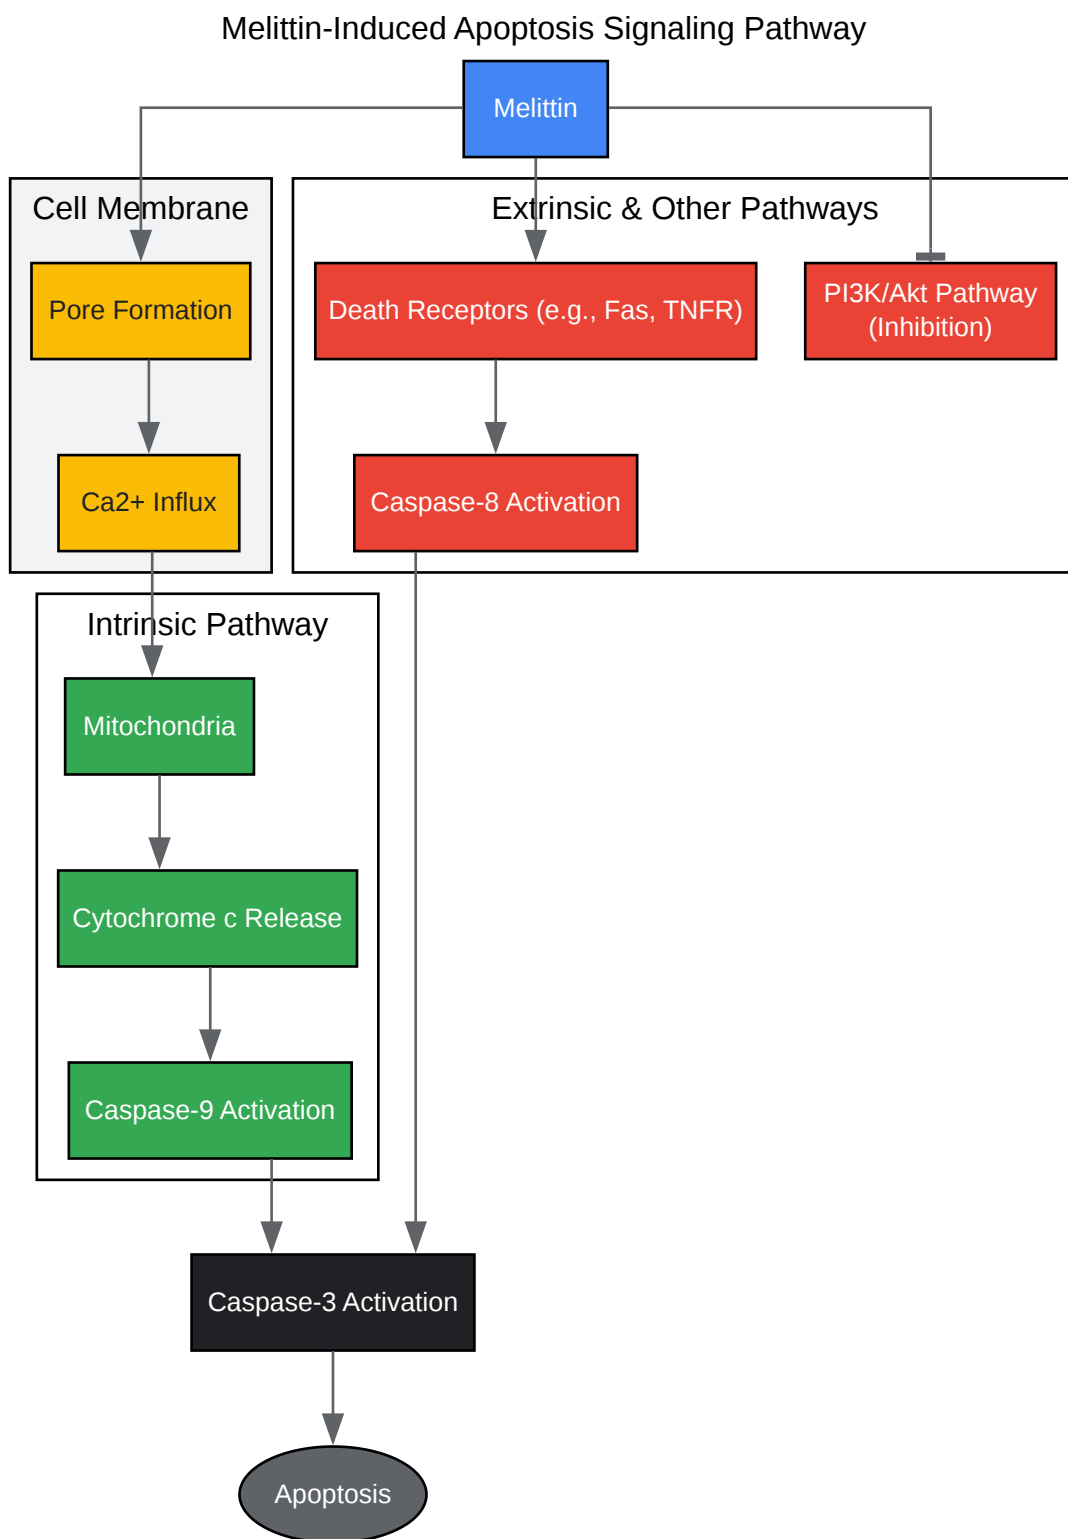 Melittin-Induced Apoptosis Signaling Pathway
Melittin
Cell Membrane
Extrinsic & Other Pathways
Pore Formation
Death Receptors (e.g., Fas, TNFR)
PI3K/Akt Pathway
(Inhibition)
Ca2+ Influx
Caspase-8 Activation
Intrinsic Pathway
Mitochondria
Cytochrome c Release
Caspase-9 Activation
Caspase-3 Activation
Apoptosis